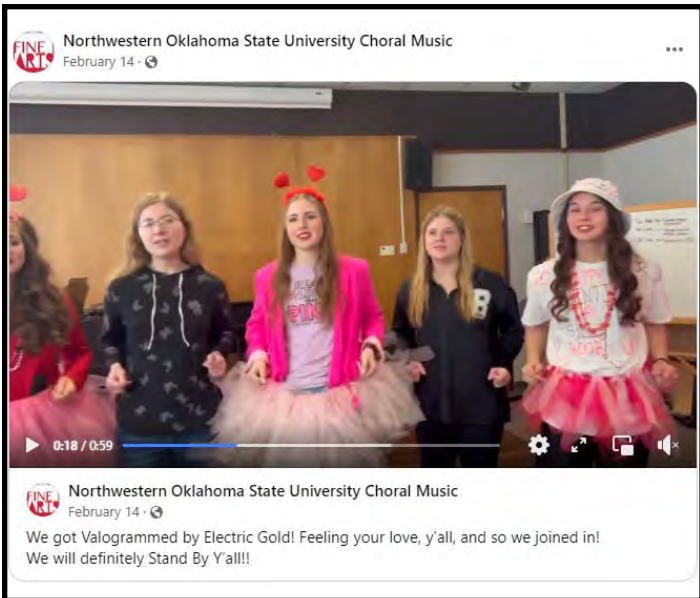 FINE
ARTS
Northwestern Oklahoma State University Choral Music
February 14 ·
PINK
B
0:18 / 0:59
FINE
ARTS
Northwestern Oklahoma State University Choral Music
February 14 ·
We got Valogrammed by Electric Gold! Feeling your love, y'all, and so we joined in!
We will definitely Stand By Y'all!!